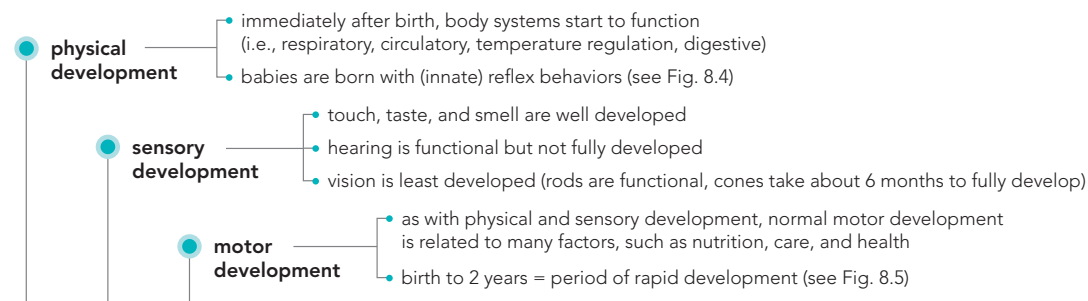 physical
development
immediately after birth, body systems start to function
(i.e., respiratory, circulatory, temperature regulation, digestive)
babies are born with (innate) reflex behaviors (see Fig. 8.4)
sensory
development
touch, taste, and smell are well developed
hearing is functional but not fully developed
vision is least developed (rods are functional, cones take about 6 months to fully develop)
motor
development
as with physical and sensory development, normal motor development
is related to many factors, such as nutrition, care, and health
birth to 2 years = period of rapid development (see Fig. 8.5)